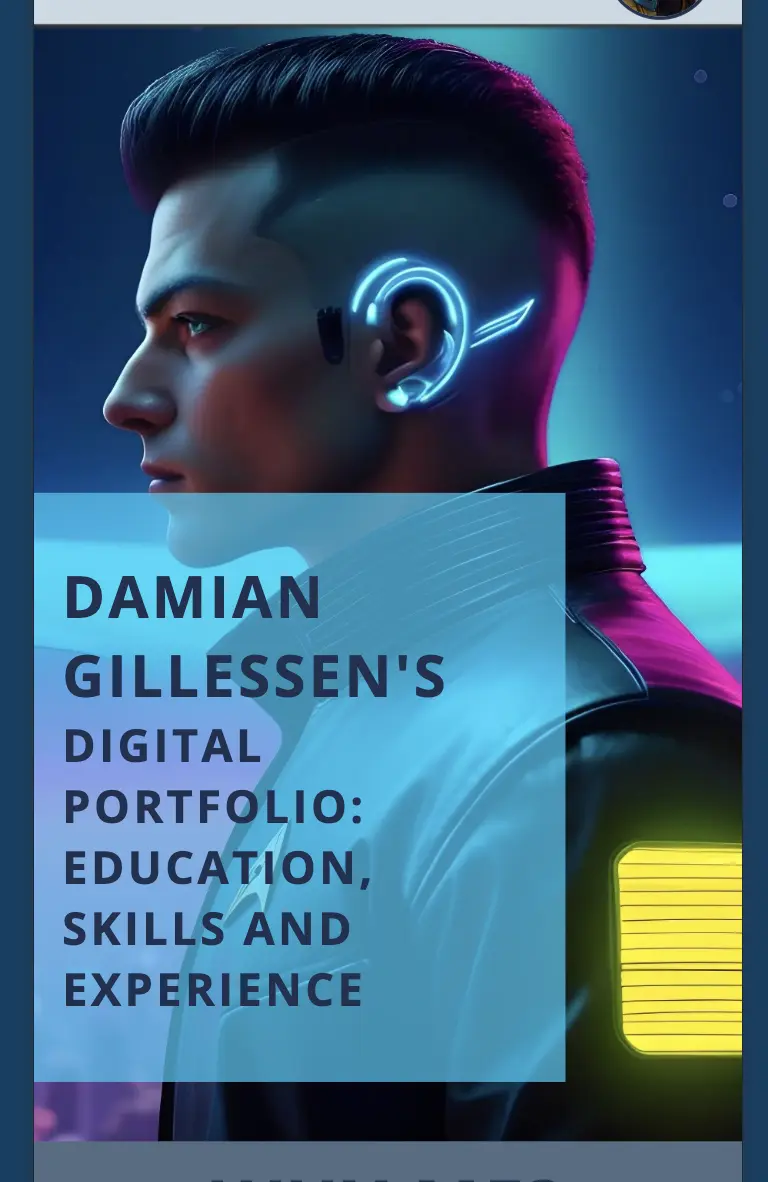 DAMIAN
GILLESSEN'S
DIGITAL
PORTFOLIO:
EDUCATION,
SKILLS AND
EXPERIENCE